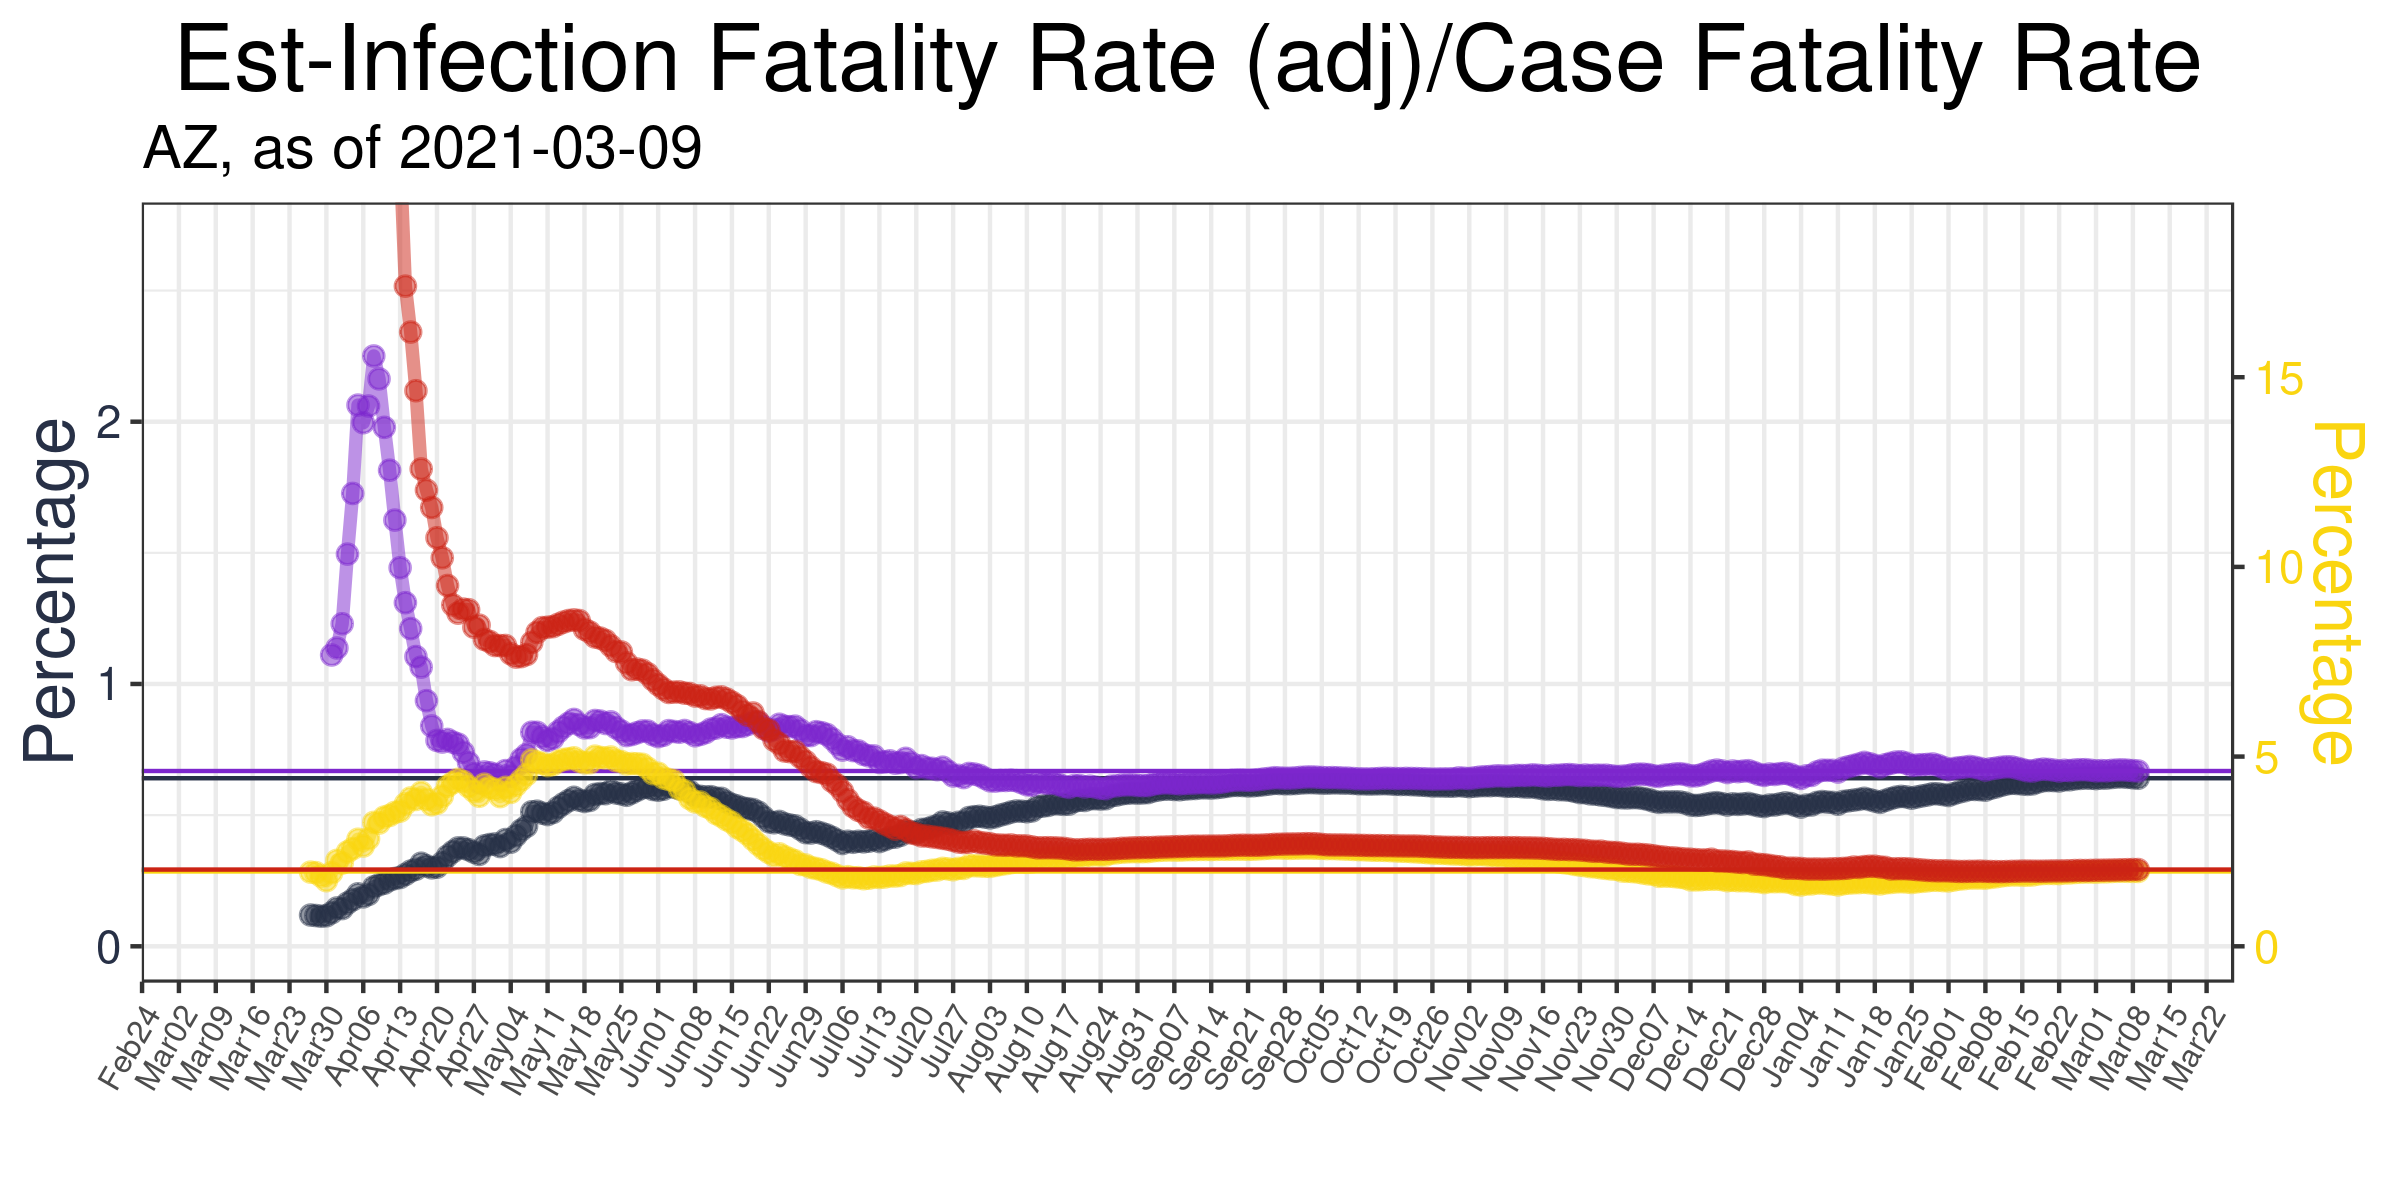 Est-Infection Fatality Rate (adj)/Case Fatality Rate
AZ, as of 2021-03-09
Percentage
2
1
0
15
10
5
0
Percentage
Feb24
Mar02
Mar09
Mar16
Mar23
Mar30
Apr06
Apr13
Apr20
Apr27
May04
May11
May18
May25
Jun01
Jun08
Jun15
Jun22
Jun29
Jul06
Jul13
Jul20
Jul27
Aug03
Aug10
Aug17
Aug24
Aug31
Sep07
Sep14
Sep21
Sep28
Oct05
Oct12
Oct19
Oct26
Nov02
Nov09
Nov16
Nov23
Nov30
Dec07
Dec14
Dec21
Dec28
Jan04
Jan11
Jan18
Jan25
Feb01
Feb08
Feb15
Feb22
Mar01
Mar08
Mar15
Mar22